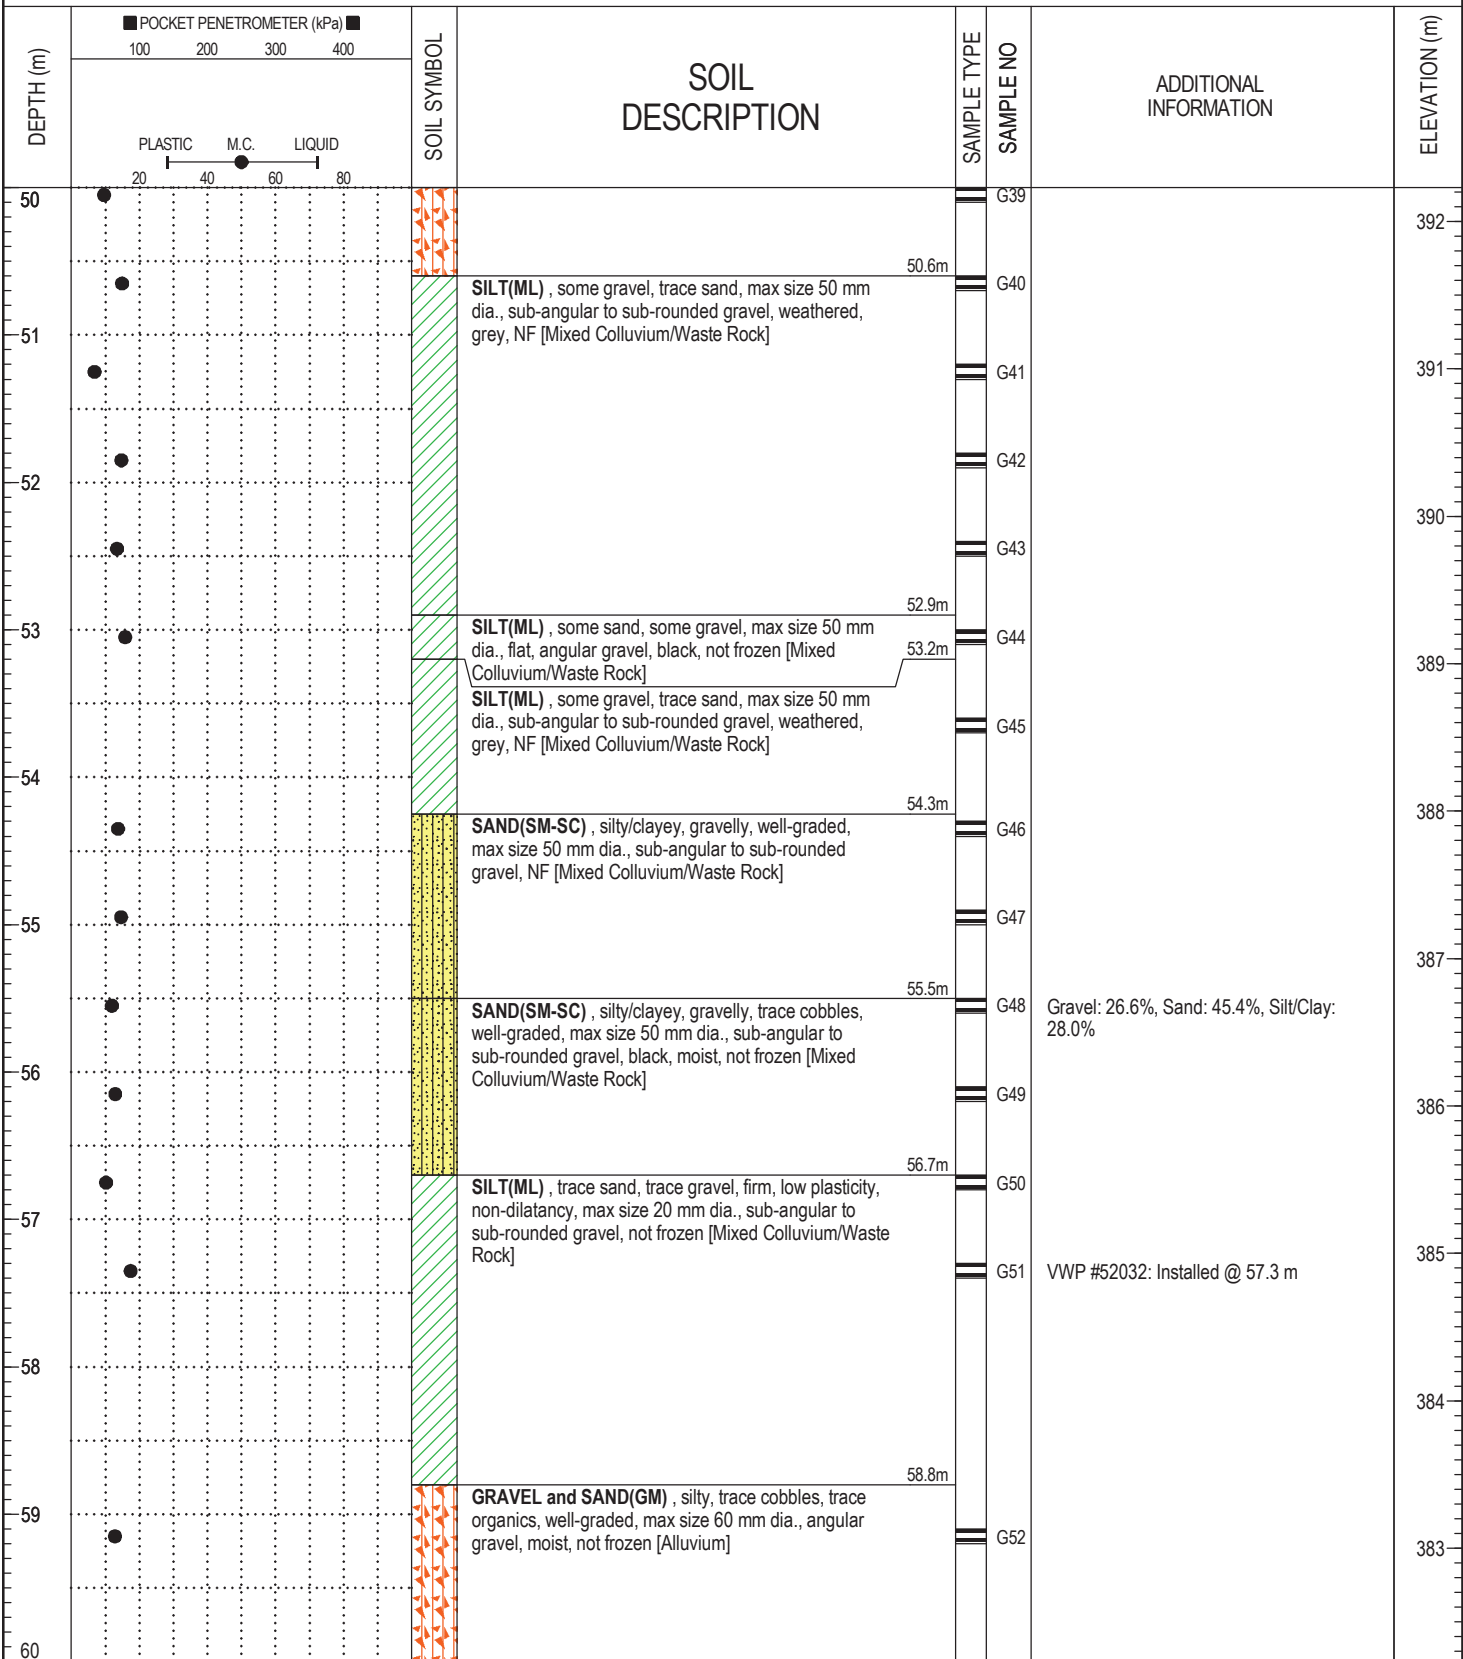 ■ POCKET PENETROMETER (kPa) ■
100 200 300 400
DEPTH (m)
PLASTIC M.C. LIQUID
20 40 60 80
SOIL SYMBOL
SOIL
DESCRIPTION
SAMPLE TYPE
SAMPLE NO
ADDITIONAL
INFORMATION
ELEVATION (m)
50
G39
392
50.6m
SILT(ML) , some gravel, trace sand, max size 50 mm
dia., sub-angular to sub-rounded gravel, weathered,
grey, NF [Mixed Colluvium/Waste Rock]
G40
51
G41
391
G42
52
390
G43
52.9m
53
SILT(ML) , some sand, some gravel, max size 50 mm
dia., flat, angular gravel, black, not frozen [Mixed
Colluvium/Waste Rock]
53.2m
G44
389
SILT(ML) , some gravel, trace sand, max size 50 mm
dia., sub-angular to sub-rounded gravel, weathered,
grey, NF [Mixed Colluvium/Waste Rock]
G45
54
54.3m
388
SAND(SM-SC) , silty/clayey, gravelly, well-graded,
max size 50 mm dia., sub-angular to sub-rounded
gravel, NF [Mixed Colluvium/Waste Rock]
G46
55
G47
387
55.5m
SAND(SM-SC) , silty/clayey, gravelly, trace cobbles,
well-graded, max size 50 mm dia., sub-angular to
sub-rounded gravel, black, moist, not frozen [Mixed
Colluvium/Waste Rock]
G48
Gravel: 26.6%, Sand: 45.4%, Silt/Clay:
28.0%
56
G49
386
56.7m
SILT(ML) , trace sand, trace gravel, firm, low plasticity,
non-dilatancy, max size 20 mm dia., sub-angular to
sub-rounded gravel, not frozen [Mixed Colluvium/Waste
Rock]
G50
57
385
G51
VWP #52032: Installed @ 57.3 m
58
384
58.8m
GRAVEL and SAND(GM) , silty, trace cobbles, trace
organics, well-graded, max size 60 mm dia., angular
gravel, moist, not frozen [Alluvium]
59
G52
383
60